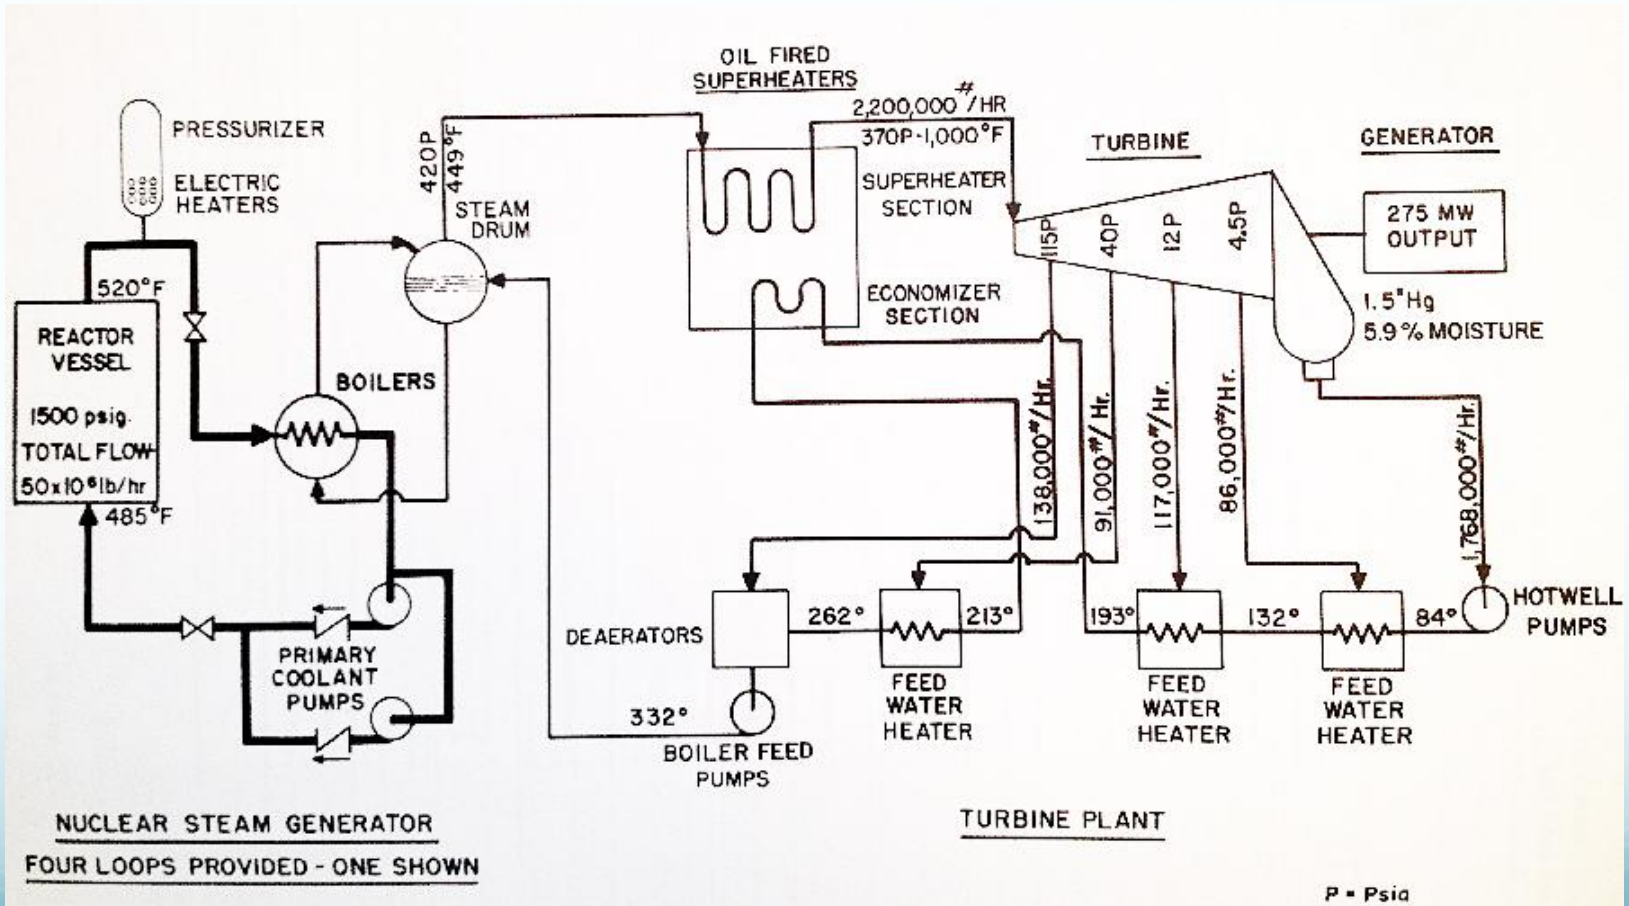 OIL FIRED
SUPERHEATERS
PRESSURIZER
ELECTRIC
HEATERS
420P
449°F
STEAM
DRUM
2,200,000#/HR
370P-1,000°F
SUPERHEATER
SECTION
ECONOMIZER
SECTION
TURBINE
GENERATOR
115P
40P
12P
4.5P
275 MW
OUTPUT
1.5"Hg
5.9% MOISTURE
520°F
REACTOR
VESSEL
1500 psig.
TOTAL FLOW
50x10⁶lb/hr
485°F
BOILERS
138,000#/Hr.
91,000#/Hr.
117,000#/Hr.
86,000#/Hr.
1,768,000#/Hr.
PRIMARY
COOLANT
PUMPS
DEAERATORS
262°
213°
193°
132°
84°
HOTWELL
PUMPS
FEED
WATER
HEATER
FEED
WATER
HEATER
FEED
WATER
HEATER
332°
BOILER FEED
PUMPS
NUCLEAR STEAM GENERATOR
FOUR LOOPS PROVIDED - ONE SHOWN
TURBINE PLANT
P = Psia